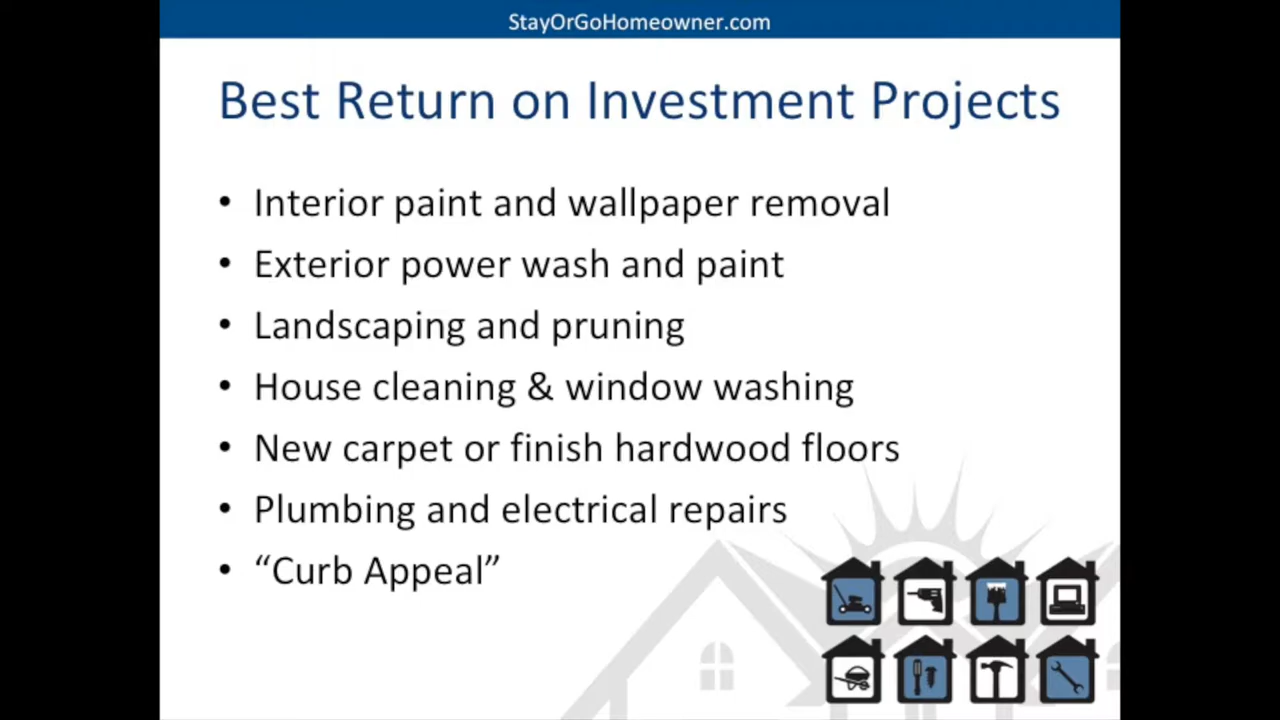 StayOrGoHomeowner.com
Best Return on Investment Projects
• Interior paint and wallpaper removal
• Exterior power wash and paint
• Landscaping and pruning
• House cleaning & window washing
• New carpet or finish hardwood floors
• Plumbing and electrical repairs
• “Curb Appeal”